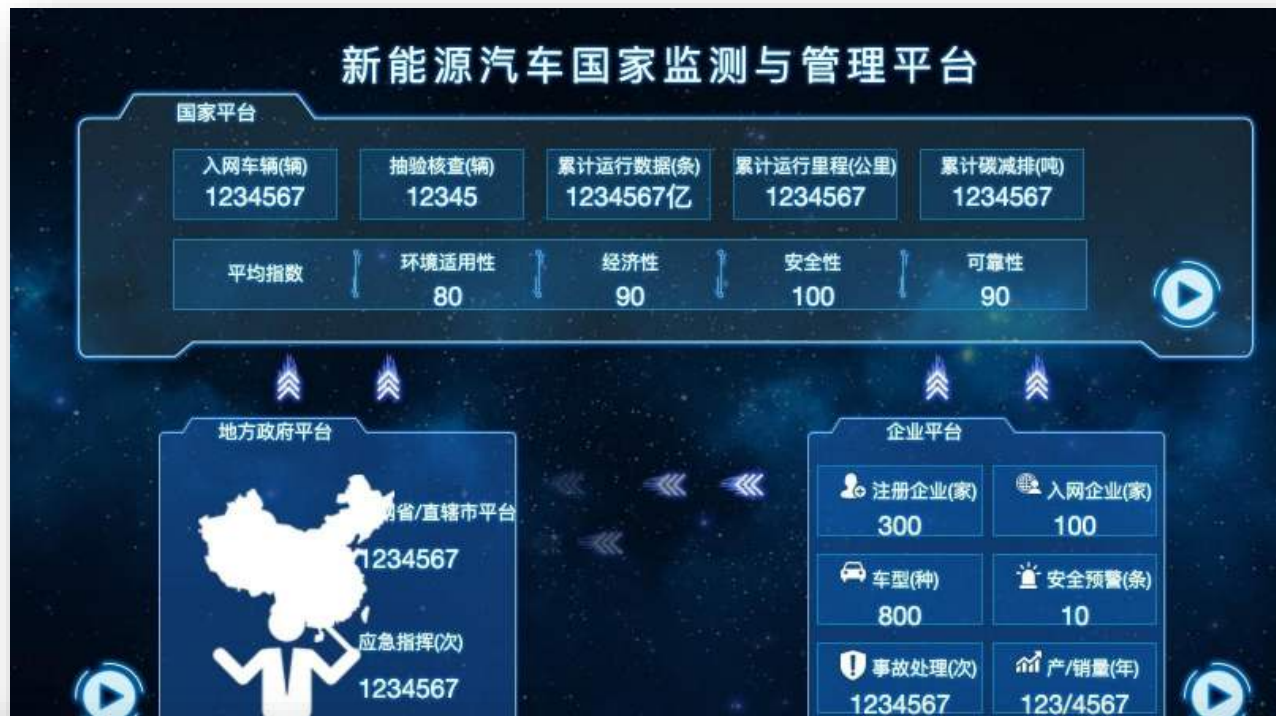 新能源汽车国家监测与管理平台
国家平台
入网车辆(辆)
1234567
抽验核查(辆)
12345
累计运行数据(条)
1234567亿
累计运行里程(公里)
1234567
累计碳减排(吨)
1234567
平均指数
环境适用性
80
经济性
90
安全性
100
可靠性
90
地方政府平台
省/直辖市平台
1234567
应急指挥(次)
1234567
企业平台
注册企业(家)
300
入网企业(家)
100
车型(种)
800
安全预警(条)
10
事故处理(次)
1234567
产/销量(年)
123/4567